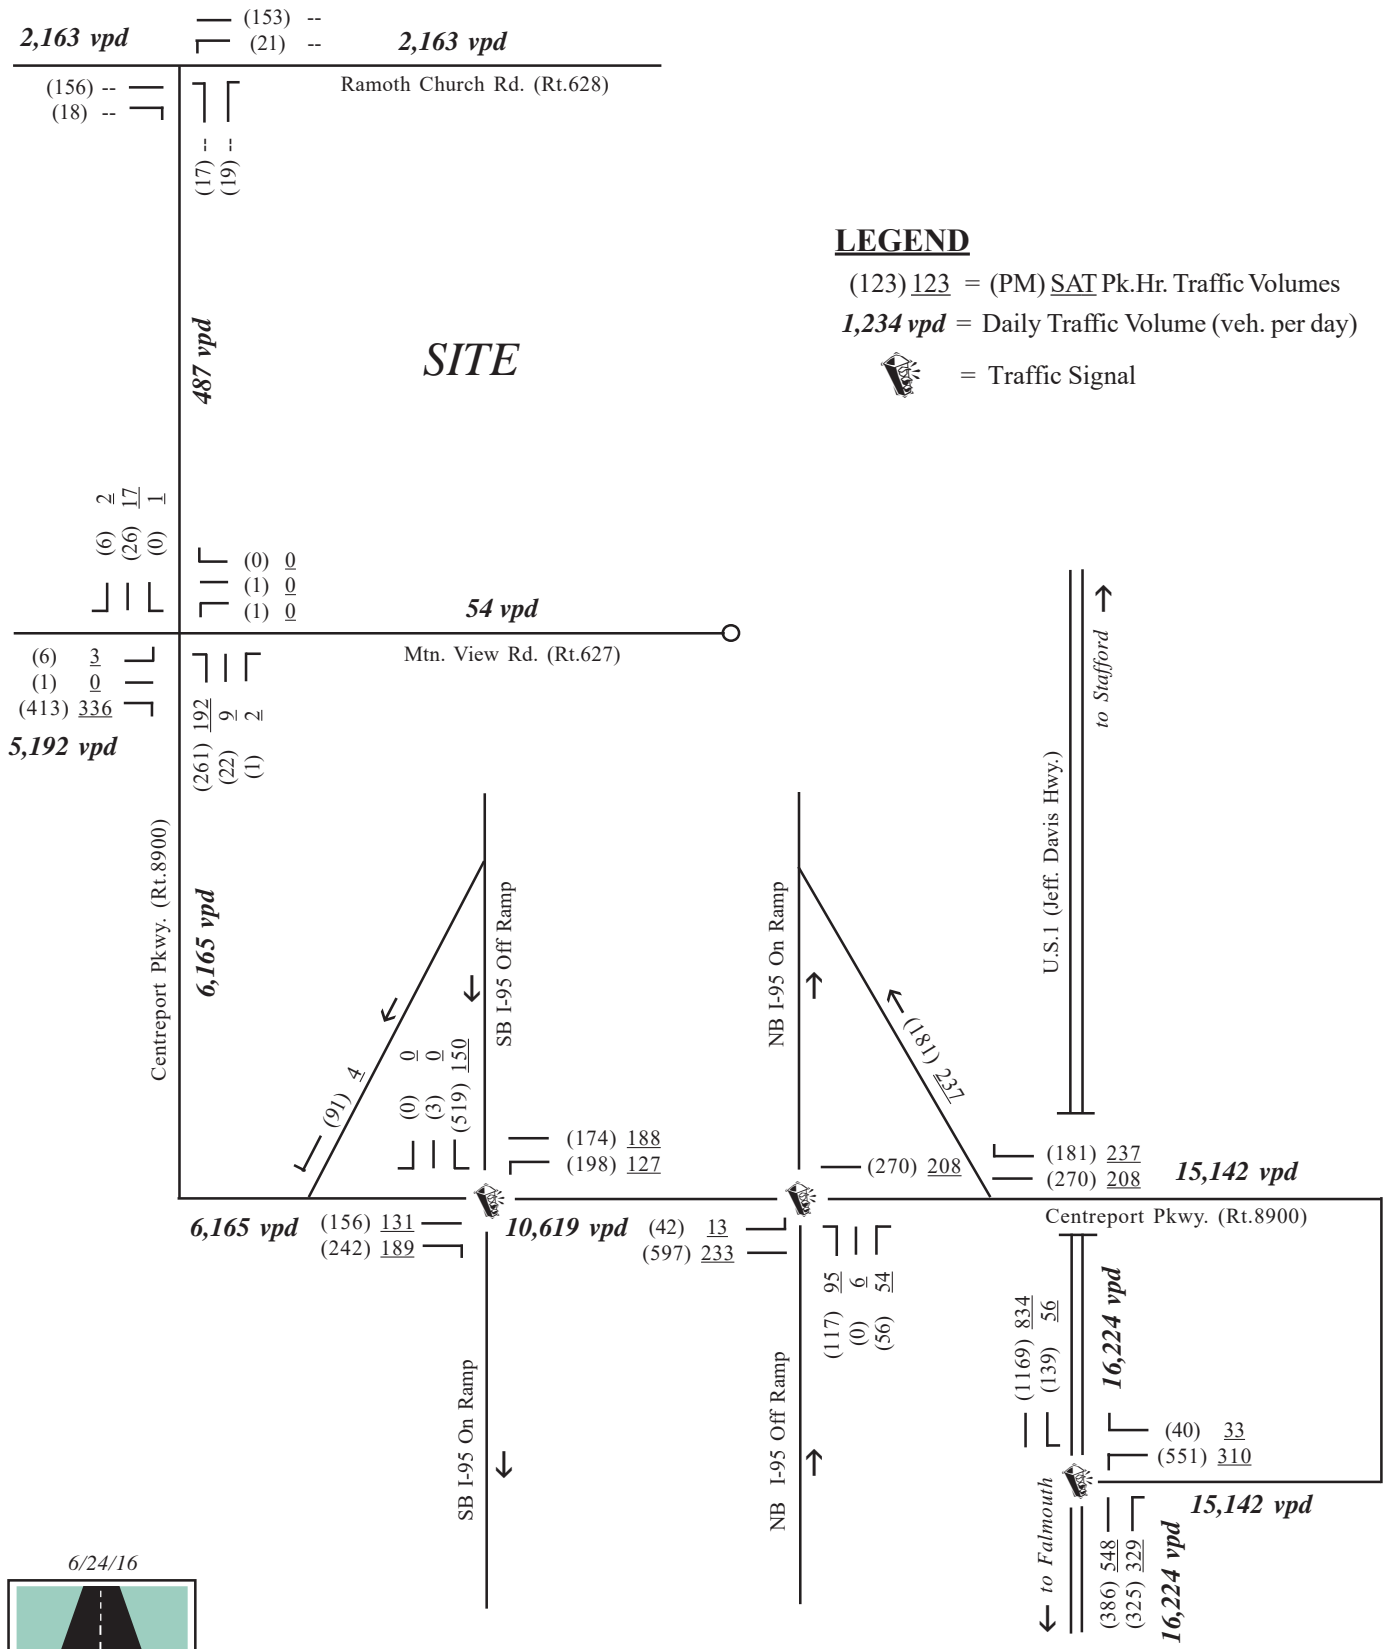 (153) --
2,163 vpd
(21) --
2,163 vpd
Ramoth Church Rd. (Rt.628)
(156) --
(18) --
(17) --
(19) --
LEGEND
(123) 123 = (PM) SAT Pk.Hr. Traffic Volumes
1,234 vpd = Daily Traffic Volume (veh. per day)
= Traffic Signal
487 vpd
SITE
(6) 2
(26) 17
(0) 1
(0) 0
(1) 0
(1) 0
54 vpd
Mtn. View Rd. (Rt.627)
(6) 3
(1) 0
(413) 336
5,192 vpd
(261) 192
(22) 9
(1) 2
to Stafford
U.S.1 (Jeff. Davis Hwy.)
Centreport Pkwy. (Rt.8900)
6,165 vpd
SB I-95 Off Ramp
NB I-95 On Ramp
(91) 4
(0) 0
(3) 0
(519) 150
(181) 237
(174) 188
(198) 127
(270) 208
(181) 237
(270) 208
15,142 vpd
Centreport Pkwy. (Rt.8900)
6,165 vpd
(156) 131
(242) 189
10,619 vpd
(42) 13
(597) 233
(117) 95
(0) 6
(56) 54
(1169) 834
(139) 56
16,224 vpd
SB I-95 On Ramp
NB I-95 Off Ramp
(40) 33
(551) 310
15,142 vpd
to Falmouth
(386) 548
(325) 329
16,224 vpd
6/24/16